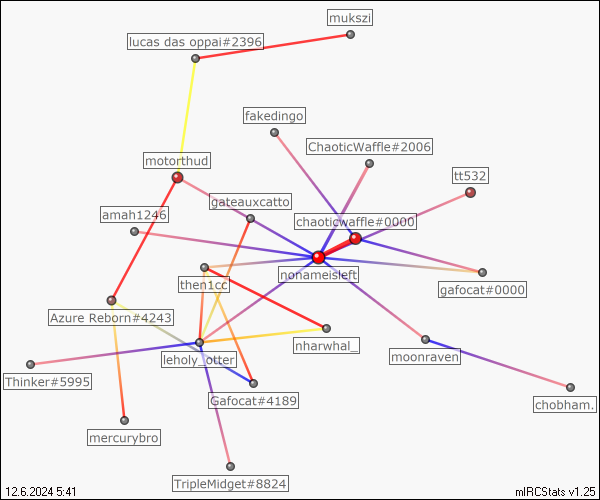 mukszi
lucas das oppai#2396
fakedingo
ChaoticWaffle#2006
motorthud
tt532
gateauxcatto
amah1246
chaoticwaffle#0000
nonameisleft
then1cc
gafocat#0000
Azure Reborn#4243
nharwhal_
moonraven
leholy_otter
Thinker#5995
Gafocat#4189
chobham.
mercurybro
TripleMidget#8824
12.6.2024 5:41
mIRCStats v1.25